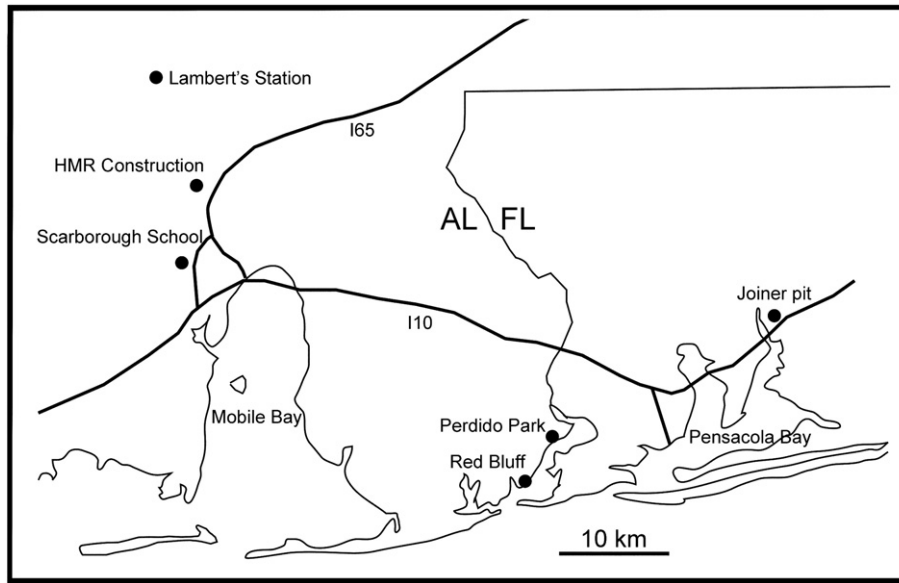 Lambert's Station
I65
HMR Construction
AL FL
Scarborough School
Joiner pit
I10
Mobile Bay
Perdido Park
Pensacola Bay
Red Bluff
10 km